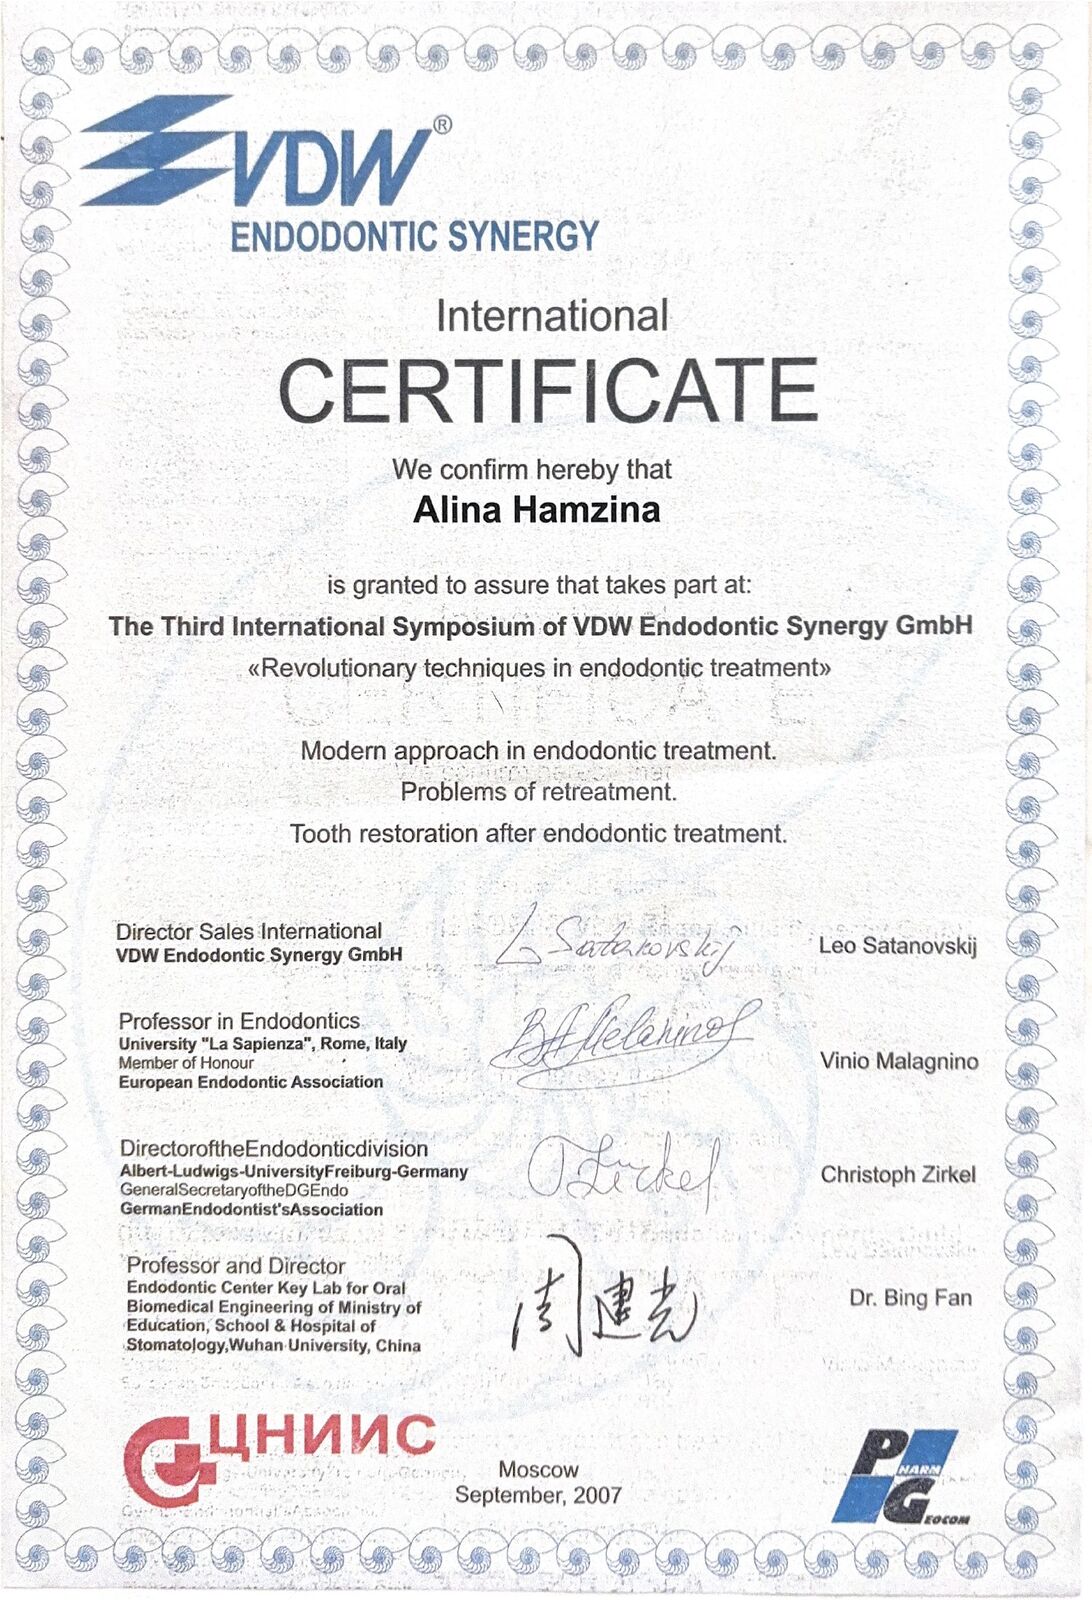 VDW®
ENDODONTIC SYNERGY
International
CERTIFICATE
We confirm hereby that
Alina Hamzina
is granted to assure that takes part at:
The Third International Symposium of VDW Endodontic Synergy GmbH
«Revolutionary techniques in endodontic treatment»
Modern approach in endodontic treatment.
Problems of retreatment.
Tooth restoration after endodontic treatment.
Director Sales International
VDW Endodontic Synergy GmbH
L Satanovskij
Leo Satanovskij
Professor in Endodontics
University "La Sapienza", Rome, Italy
Member of Honour
European Endodontic Association
Vinio Malagnino
DirectoroftheEndodonticdivision
Albert-Ludwigs-UniversityFreiburg-Germany
GeneralSecretaryoftheDGEndo
GermanEndodontist'sAssociation
Zirkel
Christoph Zirkel
Professor and Director
Endodontic Center Key Lab for Oral
Biomedical Engineering of Ministry of
Education, School & Hospital of
Stomatology,Wuhan University, China
Dr. Bing Fan
ЦНИИС
Moscow
September, 2007
PHARM
GEOCOM